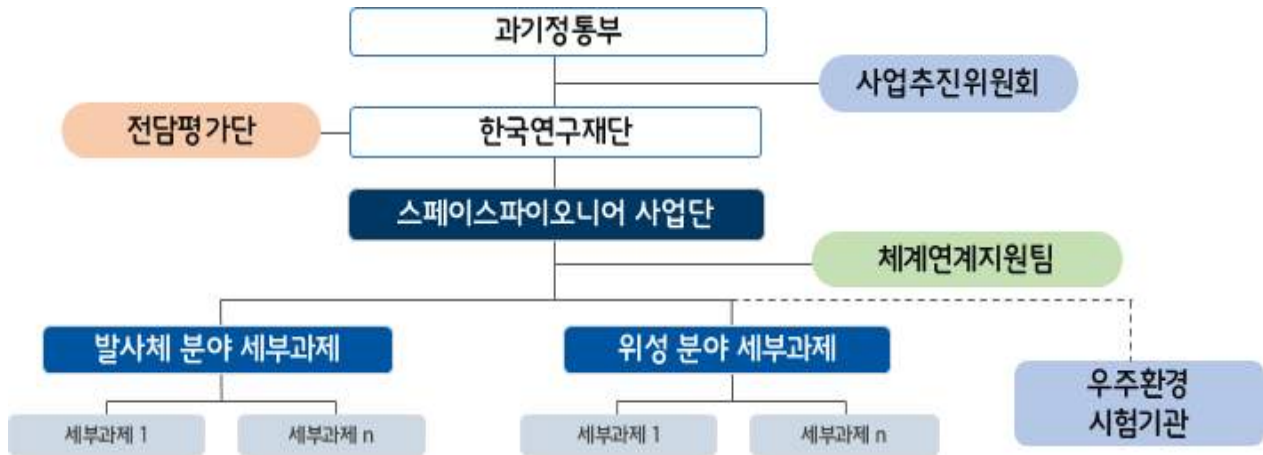 과기정통부
사업추진위원회
전담평가단
한국연구재단
스페이스파이오니어 사업단
체계연계지원팀
발사체 분야 세부과제
위성 분야 세부과제
우주환경
시험기관
세부과제 1
세부과제 n
세부과제 1
세부과제 n